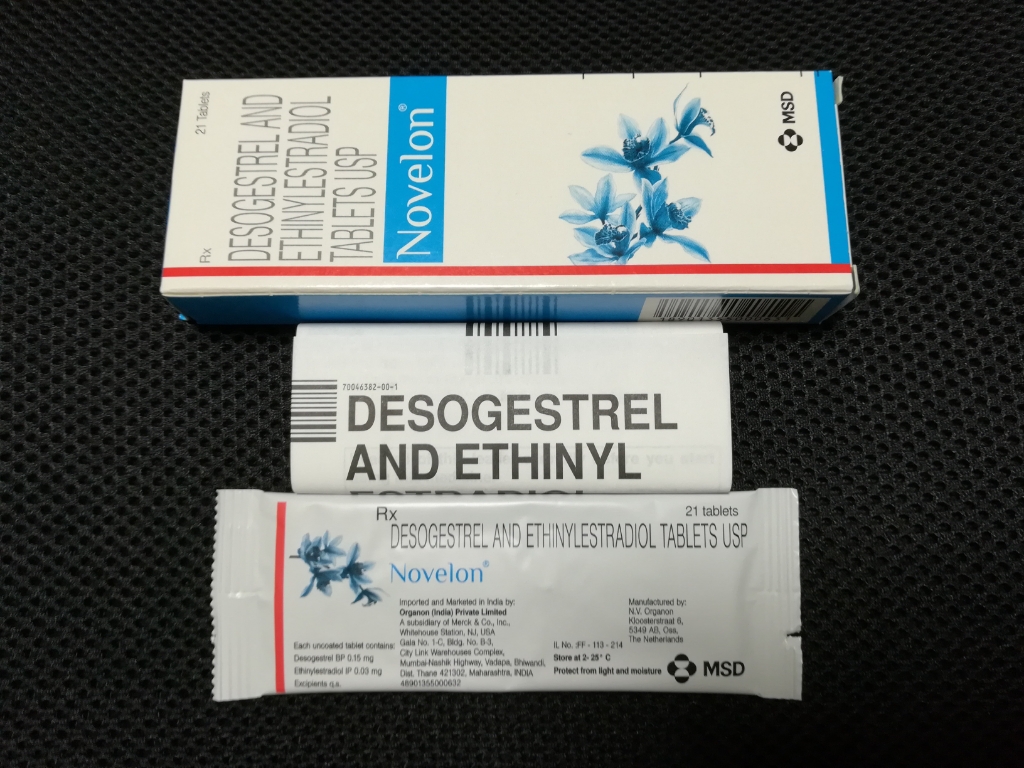 21 Tablets
Rx
DESOGESTREL AND
ETHINYLESTRADIOL
TABLETS USP
Novelon®
MSD
70046382-00-1
DESOGESTREL
AND ETHINYL
ESTRADIOL
Rx
21 tablets
DESOGESTREL AND ETHINYLESTRADIOL TABLETS USP
Novelon®
Each uncoated tablet contains:
Desogestrel BP 0.15 mg
Ethinylestradiol IP 0.03 mg
Excipients q.s.
Imported and Marketed in India by:
Organon (India) Private Limited
A subsidiary of Merck & Co., Inc.,
Whitehouse Station, NJ, USA
Gala No. 1-C, Bldg. No. B-3,
City Link Warehouses Complex,
Mumbai-Nashik Highway, Vadapa, Bhiwandi,
Dist. Thane 421302, Maharashtra, INDIA
48901355000632
IL No. :FF - 113 - 214
Store at 2- 25° C
Protect from light and moisture
Manufactured by:
N.V. Organon
Kloosterstraat 6,
5349 AB, Oss,
The Netherlands
MSD